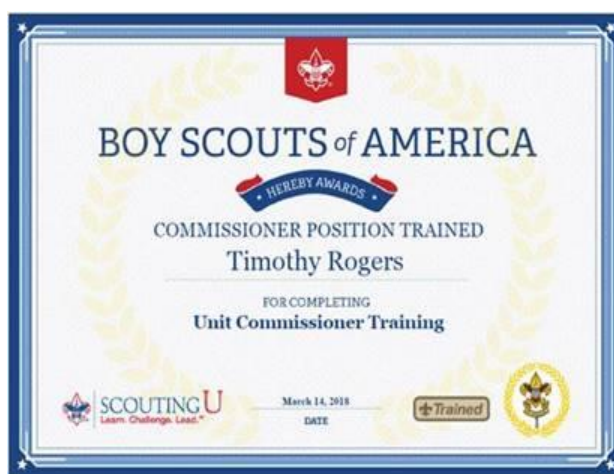 BOY SCOUTS of AMERICA
HEREBY AWARDS
COMMISSIONER POSITION TRAINED
Timothy Rogers
FOR COMPLETING
Unit Commissioner Training
SCOUTING U
Learn. Challenge. Lead.™
March 14, 2018
DATE
Trained